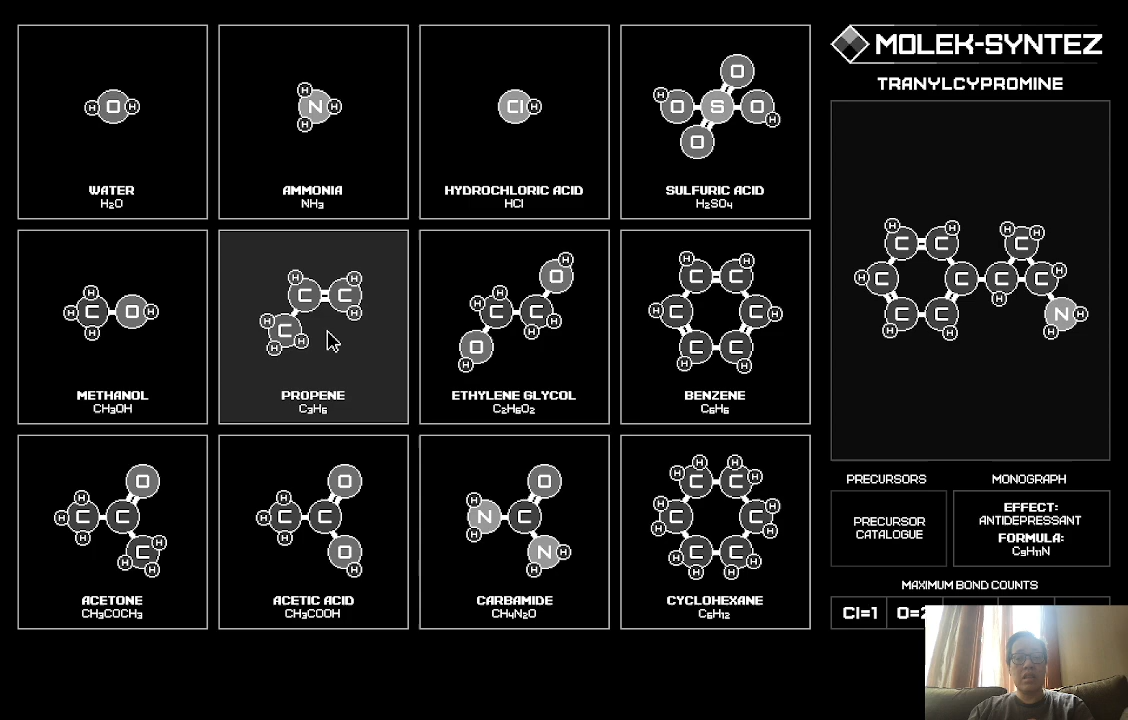 MOLEK-SYNTEZ
TRANYLCYPROMINE
H O H
WATER
H₂O
H N H H
AMMONIA
NH₃
Cl H
HYDROCHLORIC ACID
HCl
O H O S O H O
SULFURIC ACID
H₂SO₄
H H C O H H
METHANOL
CH₃OH
H H C C H H C H H
PROPENE
C₃H₆
H O H H C C H H O H
ETHYLENE GLYCOL
C₂H₆O₂
H H C C H C C H C C H H
BENZENE
C₆H₆
O H H C C H C H H H
ACETONE
CH₃COCH₃
O H H C C H O H
ACETIC ACID
CH₃COOH
O H N C H N H H
CARBAMIDE
CH₄N₂O
H H H C C H H C C H H C C H H H H
CYCLOHEXANE
C₆H₁₂
H H H H C C C H C C C C H H C C H N H H H
PRECURSORS
PRECURSOR
CATALOGUE
MONOGRAPH
EFFECT:
ANTIDEPRESSANT
FORMULA:
C₉H₁₁N
MAXIMUM BOND COUNTS
Cl=1 O=2